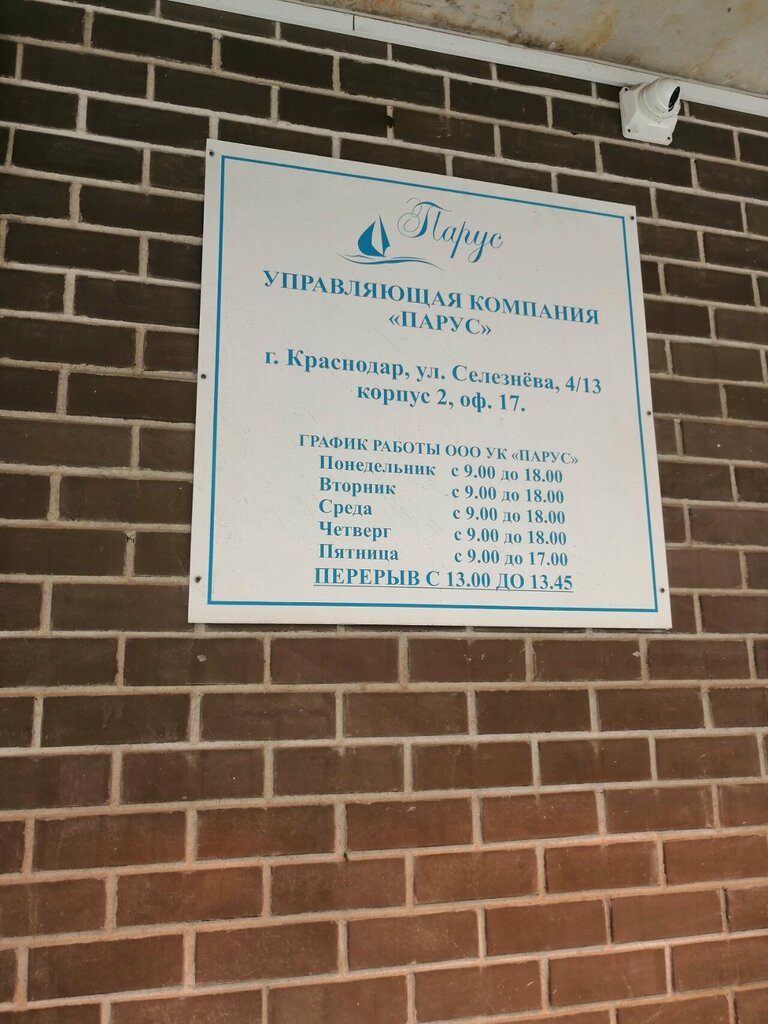 Парус
УПРАВЛЯЮЩАЯ КОМПАНИЯ
«ПАРУС»
г. Краснодар, ул. Селезнёва, 4/13
корпус 2, оф. 17.
ГРАФИК РАБОТЫ ООО УК «ПАРУС»
Понедельник с 9.00 до 18.00
Вторник с 9.00 до 18.00
Среда с 9.00 до 18.00
Четверг с 9.00 до 18.00
Пятница с 9.00 до 17.00
ПЕРЕРЫВ С 13.00 ДО 13.45